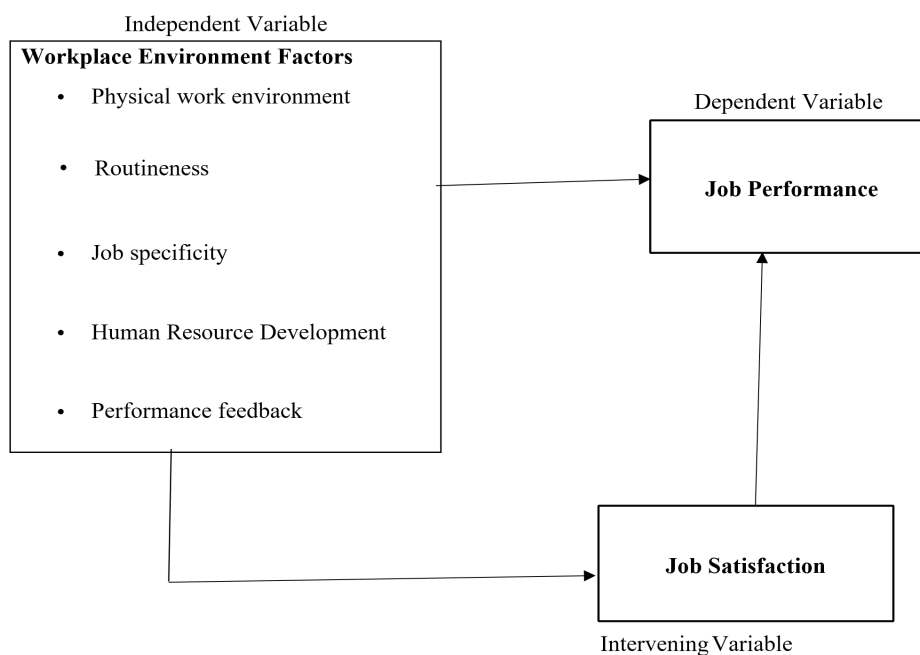 Independent Variable
Workplace Environment Factors
• Physical work environment
• Routineness
• Job specificity
• Human Resource Development
• Performance feedback
Dependent Variable
Job Performance
Job Satisfaction
Intervening Variable